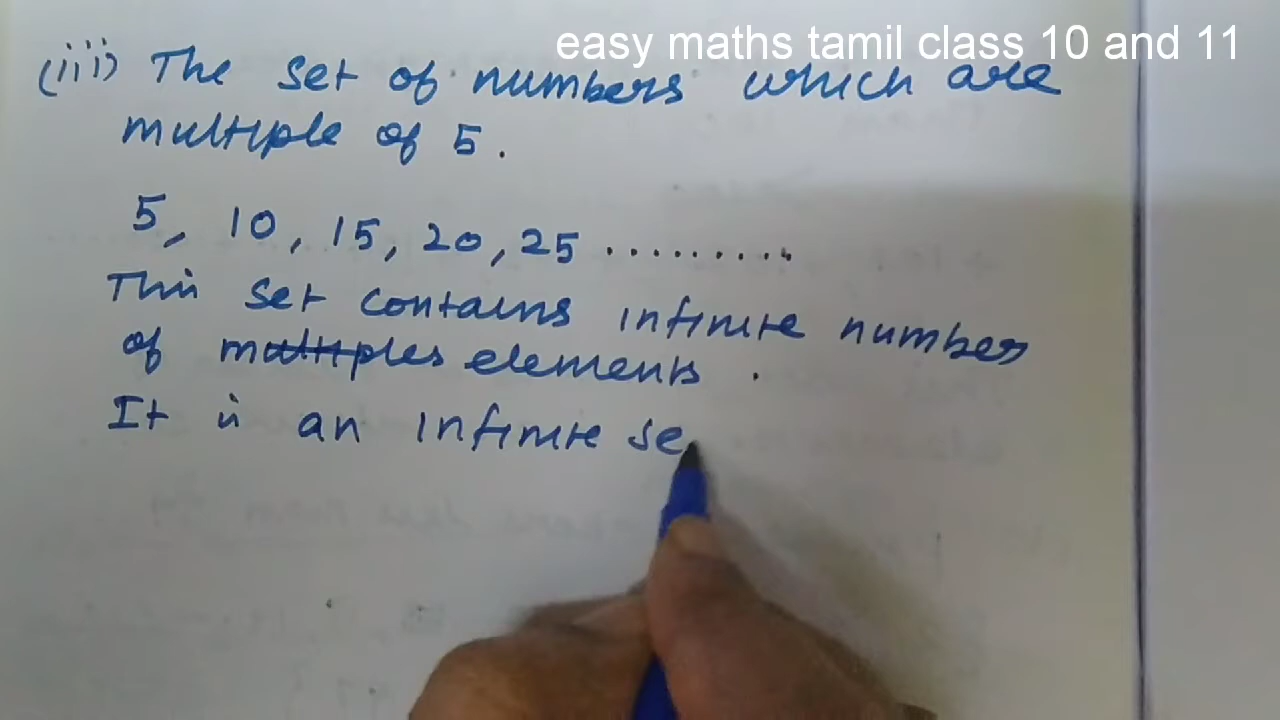 easy maths tamil class 10 and 11
(iii) The set of numbers which are
multiple of 5.
5, 10, 15, 20, 25 .........
This set contains infinite number
of multiples elements .
It is an infinite se